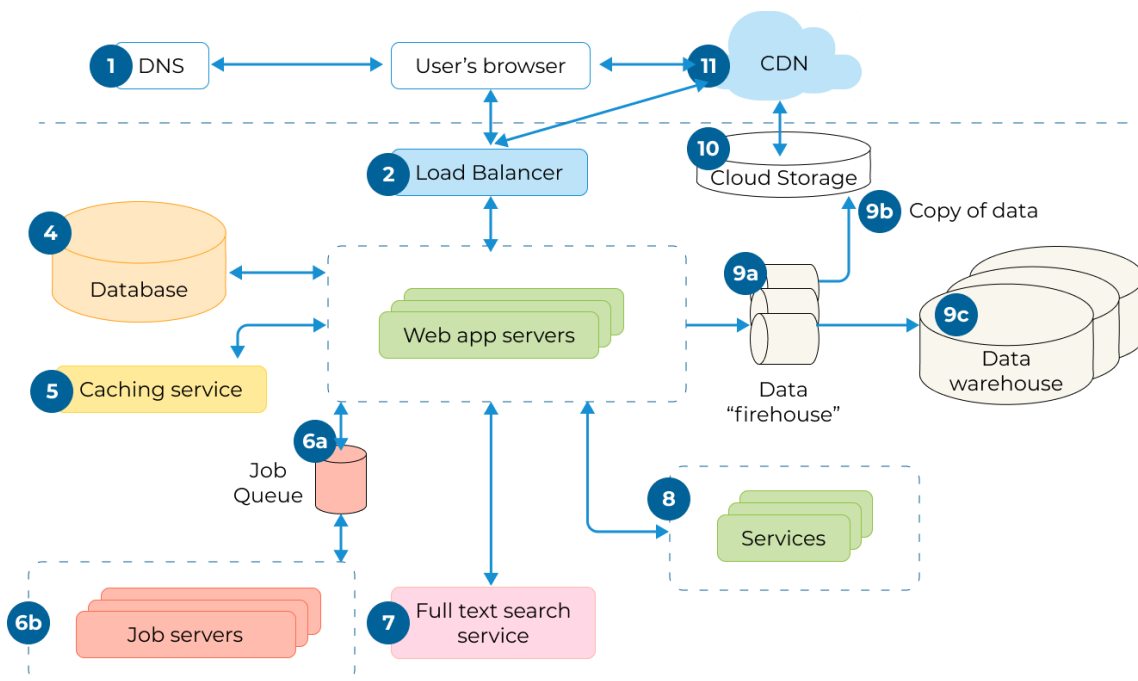 1 DNS
User's browser
11 CDN
2 Load Balancer
10
Cloud Storage
9b Copy of data
4
Database
9a
Web app servers
9c
Data
warehouse
5 Caching service
Data
“firehouse”
6a
Job
Queue
8
Services
6b
Job servers
7
Full text search
service